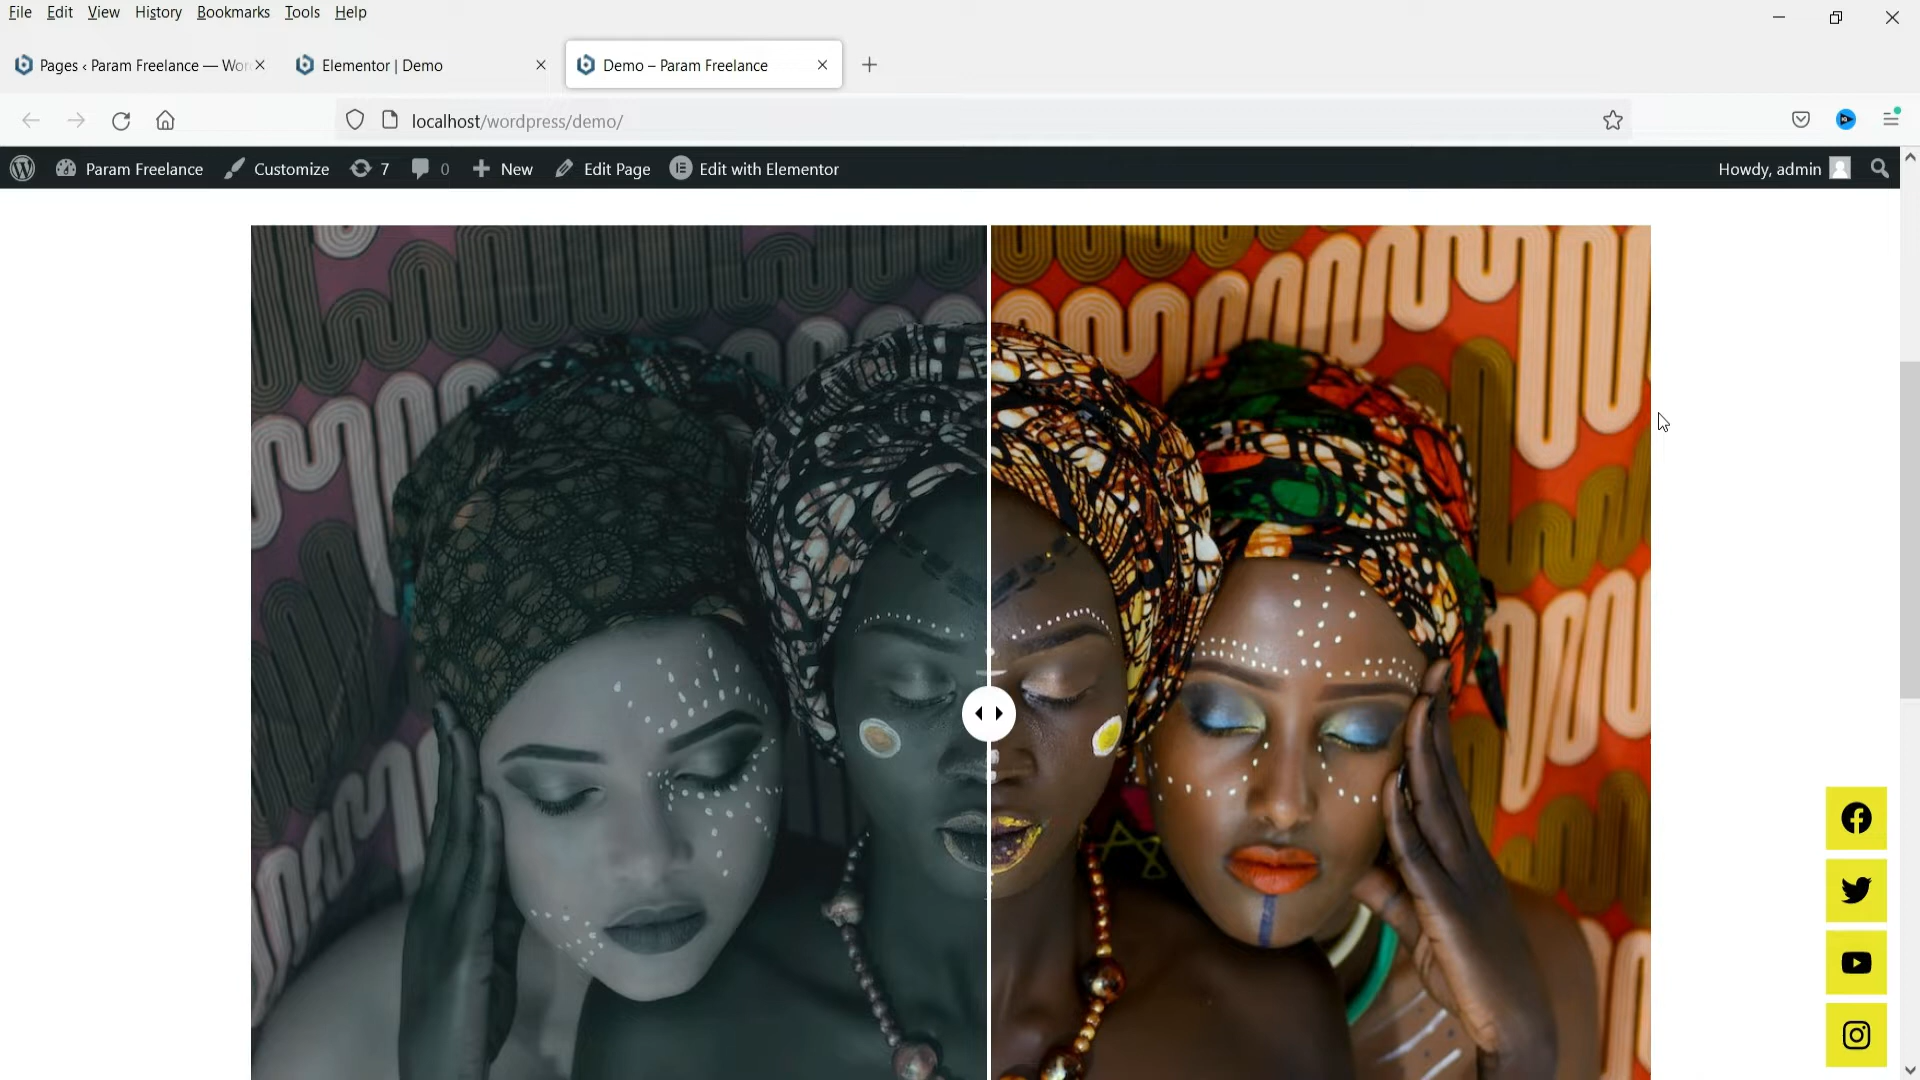 File Edit View History Bookmarks Tools Help
Pages ‹ Param Freelance — Wor
Elementor | Demo
Demo – Param Freelance
localhost/wordpress/demo/
Param Freelance Customize 7 0 New Edit Page Edit with Elementor Howdy, admin